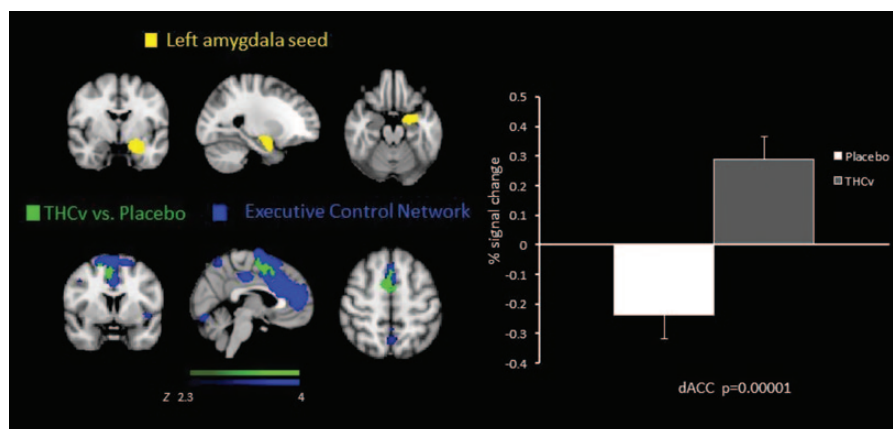 Left amygdala seed
THCv vs. Placebo
Executive Control Network
Z 2.3 4
0.5
0.4
0.3
0.2
0.1
0
-0.1
-0.2
-0.3
-0.4
% signal change
Placebo
THCv
dACC p=0.00001